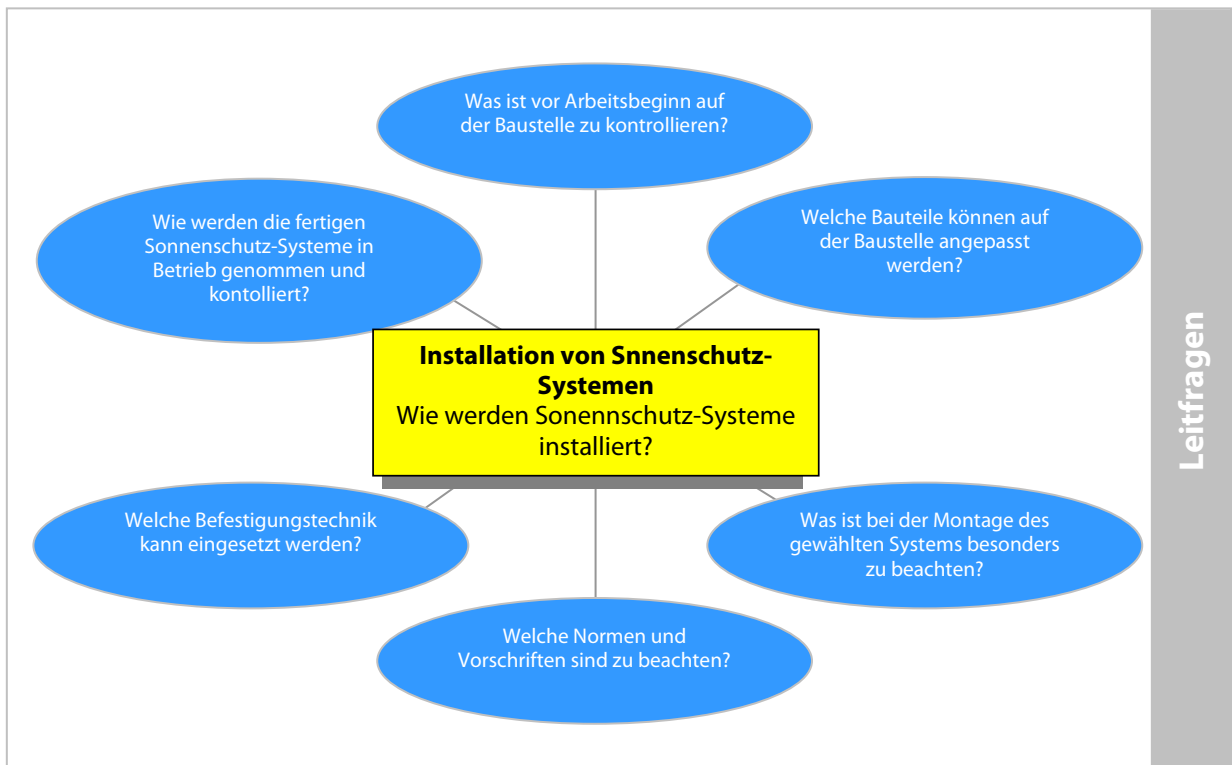 Was ist vor Arbeitsbeginn auf
der Baustelle zu kontrollieren?
Wie werden die fertigen
Sonnenschutz-Systeme in
Betrieb genommen und
kontolliert?
Welche Bauteile können auf
der Baustelle angepasst
werden?
Installation von Snnenschutz-
Systemen
Wie werden Sonennschutz-Systeme
installiert?
Welche Befestigungstechnik
kann eingesetzt werden?
Was ist bei der Montage des
gewählten Systems besonders
zu beachten?
Welche Normen und
Vorschriften sind zu beachten?
Leitfragen